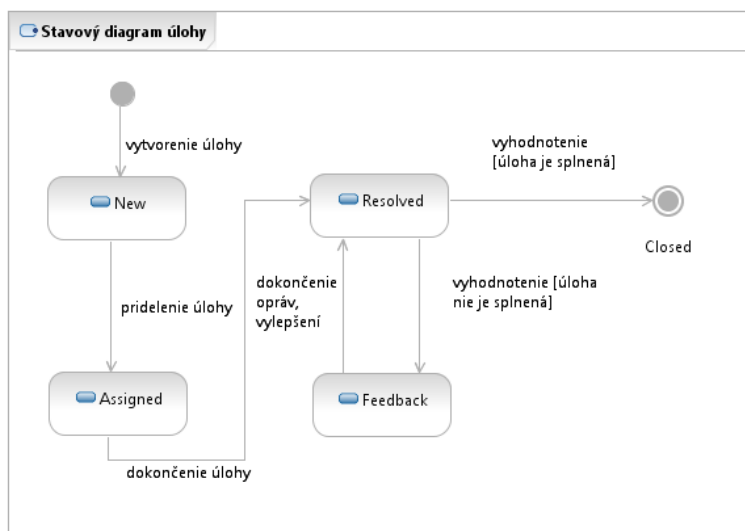 Stavový diagram úlohy
vytvorenie úlohy
New
pridelenie úlohy
Assigned
dokončenie úlohy
Resolved
vyhodnotenie
[úloha je splnená]
Closed
dokončenie
opráv,
vylepšení
vyhodnotenie [úloha
nie je splnená]
Feedback